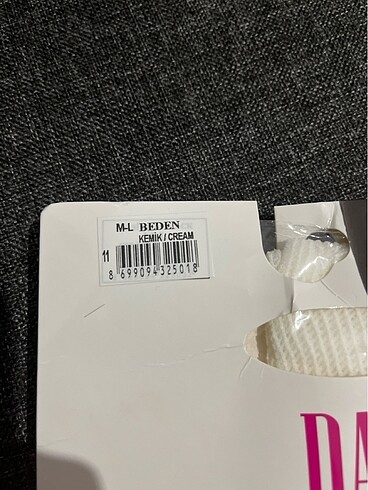 M-L BEDEN
KEMİK / CREAM
11
8 699094 325018
DA